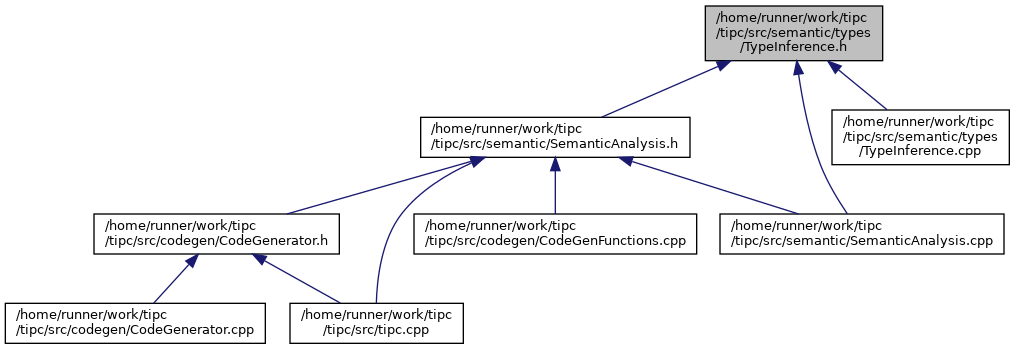 /home/runner/work/tipc
/tipc/src/semantic/types
/TypeInference.h
/home/runner/work/tipc
/tipc/src/semantic/SemanticAnalysis.h
/home/runner/work/tipc
/tipc/src/semantic/types
/TypeInference.cpp
/home/runner/work/tipc
/tipc/src/codegen/CodeGenerator.h
/home/runner/work/tipc
/tipc/src/codegen/CodeGenFunctions.cpp
/home/runner/work/tipc
/tipc/src/semantic/SemanticAnalysis.cpp
/home/runner/work/tipc
/tipc/src/codegen/CodeGenerator.cpp
/home/runner/work/tipc
/tipc/src/tipc.cpp